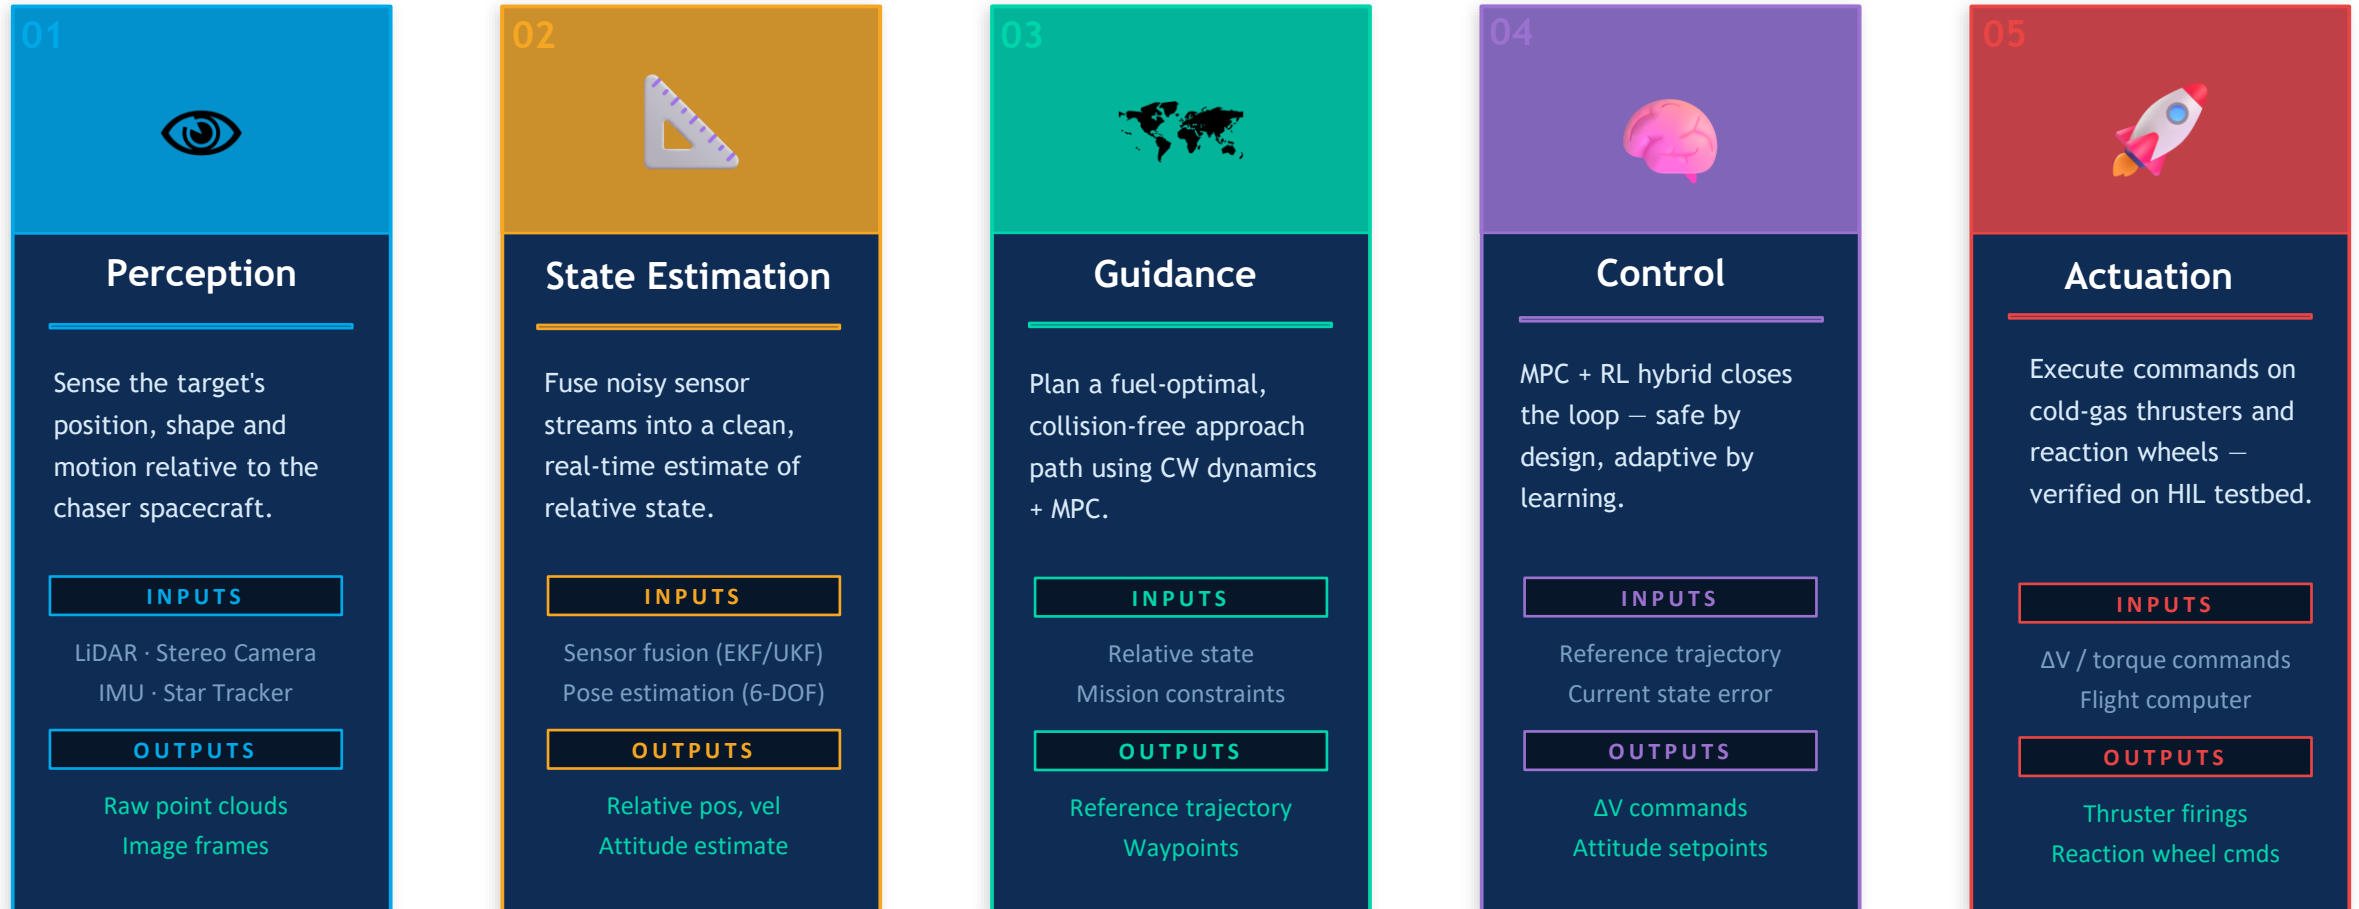 01
Perception
Sense the target's
position, shape and
motion relative to the
chaser spacecraft.
INPUTS
LiDAR · Stereo Camera
IMU · Star Tracker
OUTPUTS
Raw point clouds
Image frames
02
State Estimation
Fuse noisy sensor
streams into a clean,
real-time estimate of
relative state.
INPUTS
Sensor fusion (EKF/UKF)
Pose estimation (6-DOF)
OUTPUTS
Relative pos, vel
Attitude estimate
03
Guidance
Plan a fuel-optimal,
collision-free approach
path using CW dynamics
+ MPC.
INPUTS
Relative state
Mission constraints
OUTPUTS
Reference trajectory
Waypoints
04
Control
MPC + RL hybrid closes
the loop — safe by
design, adaptive by
learning.
INPUTS
Reference trajectory
Current state error
OUTPUTS
ΔV commands
Attitude setpoints
05
Actuation
Execute commands on
cold-gas thrusters and
reaction wheels —
verified on HIL testbed.
INPUTS
ΔV / torque commands
Flight computer
OUTPUTS
Thruster firings
Reaction wheel cmds